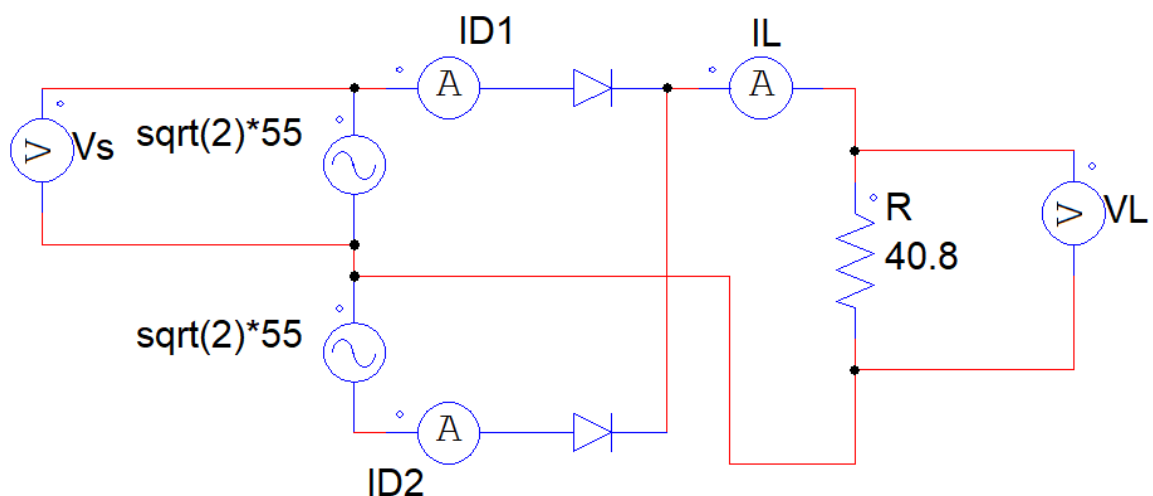 ID1
IL
A
A
sqrt(2)*55
V
Vs
R
40.8
V
VL
sqrt(2)*55
A
ID2